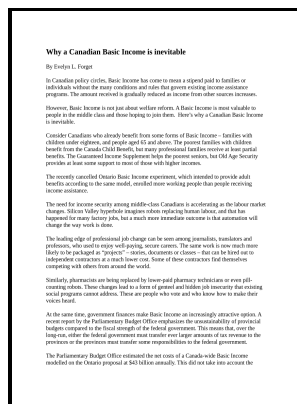 Why a Canadian Basic Income is inevitable
By Evelyn L. Forget
In Canadian policy circles, Basic Income has come to mean a stipend paid to families or
individuals without the many conditions and rules that govern existing income assistance
programs. The amount received is gradually reduced as income from other sources increases.
However, Basic Income is not just about welfare reform. A Basic Income is most valuable to
people in the middle class and those hoping to join them. Here's why a Canadian Basic Income
is inevitable.
Consider Canadians who already benefit from some forms of Basic Income – families with
children under eighteen, and people aged 65 and above. The poorest families with children
benefit from the Canada Child Benefit, but many professional families receive at least partial
benefits. The Guaranteed Income Supplement helps the poorest seniors, but Old Age Security
provides at least some support to most of those with higher incomes.
The recently cancelled Ontario Basic Income experiment, which intended to provide adult
benefits according to the same model, enrolled more working people than people receiving
income assistance.
The need for income security among middle-class Canadians is accelerating as the labour market
changes. Silicon Valley hyperbole imagines robots replacing human labour, and that has
happened for many factory jobs, but a much more immediate outcome is that automation will
change the way work is done.
The leading edge of professional job change can be seen among journalists, translators and
professors, who used to enjoy well-paying, secure careers. The same work is now much more
likely to be packaged as "projects" – stories, documents or classes – that can be hired out to
independent contractors at a much lower cost. Some of these contractors find themselves
competing with others from around the world.
Similarly, pharmacists are being replaced by lower-paid pharmacy technicians or even pill-
counting robots. These changes lead to a form of genteel and hidden job insecurity that existing
social programs cannot address. These are people who vote and who know how to make their
voices heard.
At the same time, government finances make Basic Income an increasingly attractive option. A
recent report by the Parliamentary Budget Office emphasizes the unsustainability of provincial
budgets compared to the fiscal strength of the federal government. This means that, over the
long-run, either the federal government must transfer ever larger amounts of tax revenue to the
provinces or the provinces must transfer some responsibilities to the federal government.
The Parliamentary Budget Office estimated the net costs of a Canada-wide Basic Income
modelled on the Ontario proposal at $43 billion annually. This did not take into account the